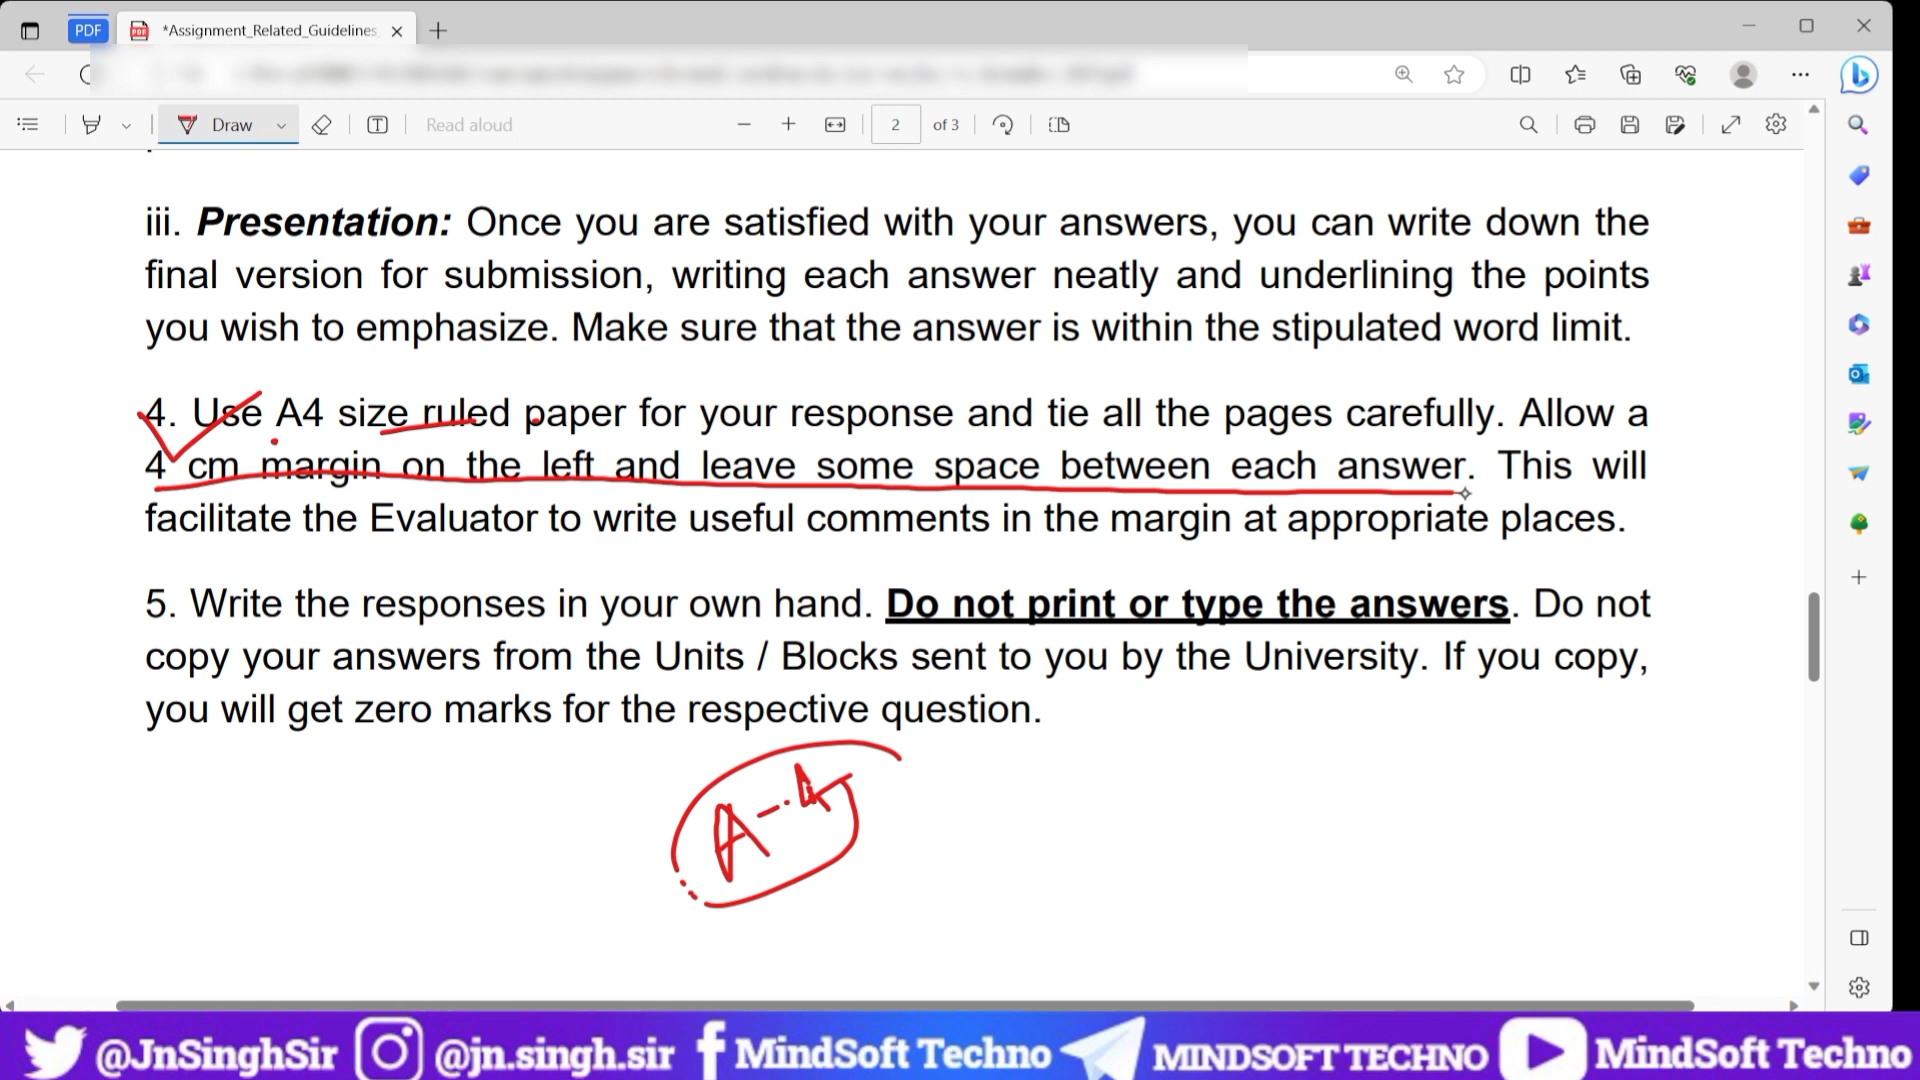 PDF
*Assignment_Related_Guidelines
Draw
Read aloud
2
of 3
iii. Presentation: Once you are satisfied with your answers, you can write down the
final version for submission, writing each answer neatly and underlining the points
you wish to emphasize. Make sure that the answer is within the stipulated word limit.
4. Use A4 size ruled paper for your response and tie all the pages carefully. Allow a
4 cm margin on the left and leave some space between each answer. This will
facilitate the Evaluator to write useful comments in the margin at appropriate places.
5. Write the responses in your own hand. Do not print or type the answers. Do not
copy your answers from the Units / Blocks sent to you by the University. If you copy,
you will get zero marks for the respective question.
A-4
@JnSinghSir @jn.singh.sir MindSoft Techno MINDSOFT TECHNO MindSoft Techno